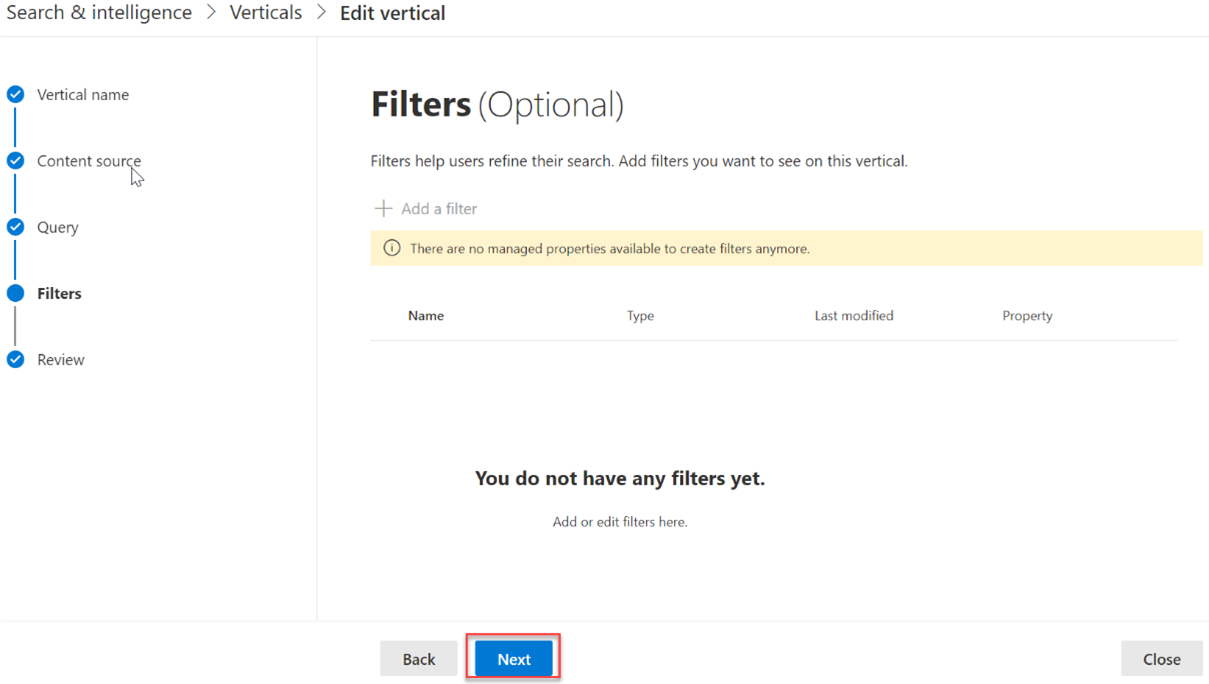 Search & intelligence > Verticals > Edit vertical
Vertical name
Content source
Query
Filters
Review
Filters (Optional)
Filters help users refine their search. Add filters you want to see on this vertical.
+ Add a filter
There are no managed properties available to create filters anymore.
Name Type Last modified Property
You do not have any filters yet.
Add or edit filters here.
Back Next Close